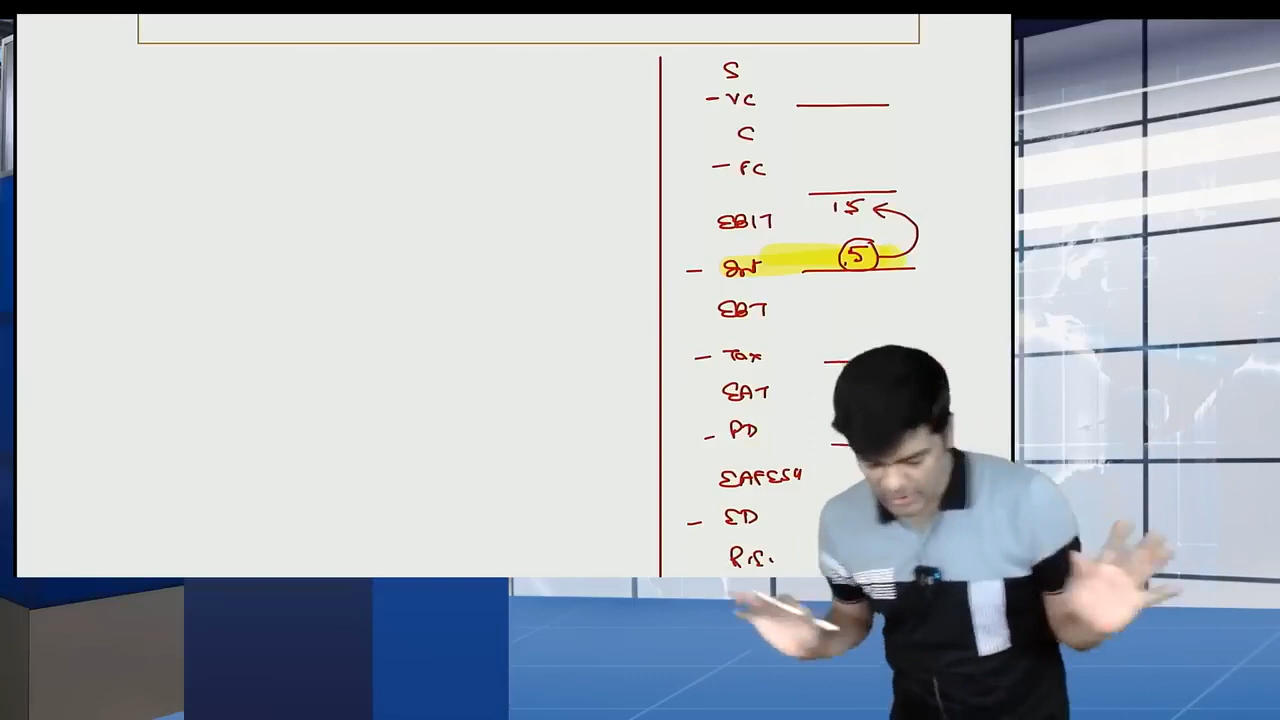 S
- VC
C
- FC
15
EBIT
- Int .5
EBT
- Tax
EAT
- PD
EAFESH
- ED
R.E.